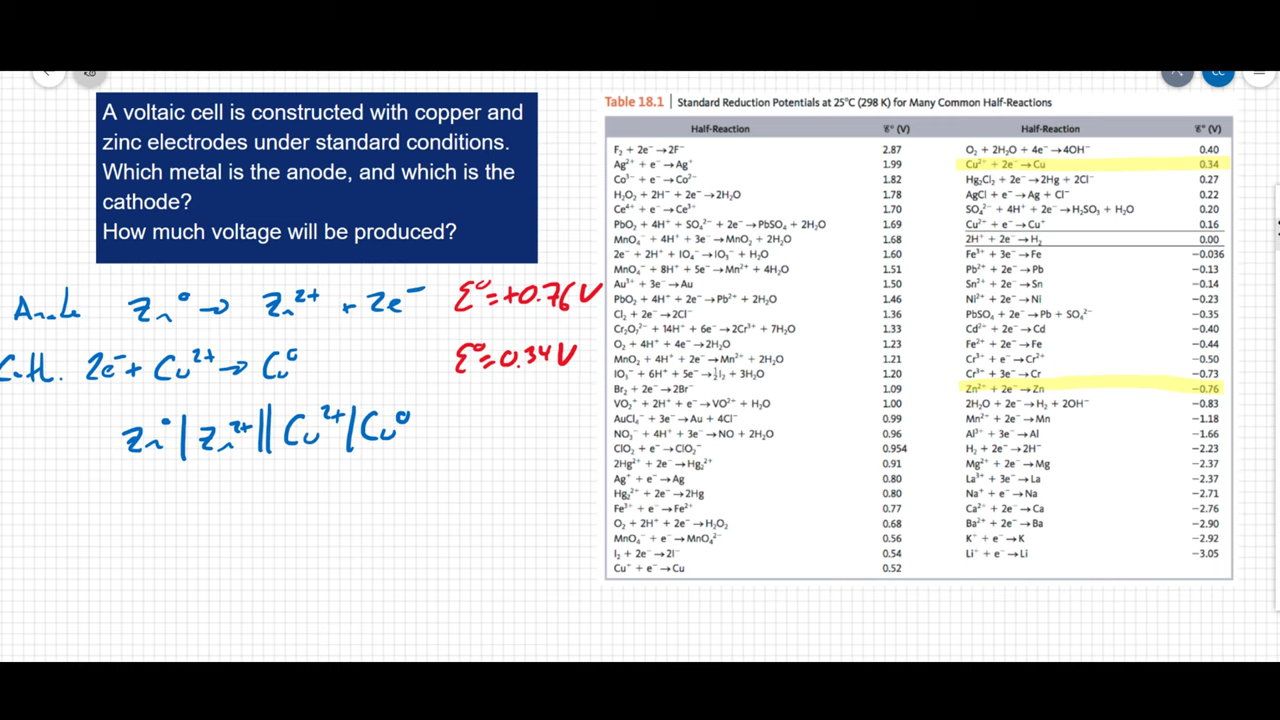 A voltaic cell is constructed with copper and
zinc electrodes under standard conditions.
Which metal is the anode, and which is the
cathode?
How much voltage will be produced?
Anode Zn⁰ → Zn²⁺ + 2e⁻ ℰ⁰=+0.76 V
Cath. 2e⁻ + Cu²⁺ → Cu⁰ ℰ⁰=0.34V
Zn⁰ | Zn²⁺ || Cu²⁺ | Cu⁰
Table 18.1 | Standard Reduction Potentials at 25°C (298 K) for Many Common Half-Reactions
Half-Reaction ℰ° (V)
F₂ + 2e⁻ → 2F⁻ 2.87
Ag²⁺ + e⁻ → Ag⁺ 1.99
Co³⁺ + e⁻ → Co²⁺ 1.82
H₂O₂ + 2H⁺ + 2e⁻ → 2H₂O 1.78
Ce⁴⁺ + e⁻ → Ce³⁺ 1.70
PbO₂ + 4H⁺ + SO₄²⁻ + 2e⁻ → PbSO₄ + 2H₂O 1.69
MnO₄⁻ + 4H⁺ + 3e⁻ → MnO₂ + 2H₂O 1.68
2e⁻ + 2H⁺ + IO₄⁻ → IO₃⁻ + H₂O 1.60
MnO₄⁻ + 8H⁺ + 5e⁻ → Mn²⁺ + 4H₂O 1.51
Au³⁺ + 3e⁻ → Au 1.50
PbO₂ + 4H⁺ + 2e⁻ → Pb²⁺ + 2H₂O 1.46
Cl₂ + 2e⁻ → 2Cl⁻ 1.36
Cr₂O₇²⁻ + 14H⁺ + 6e⁻ → 2Cr³⁺ + 7H₂O 1.33
O₂ + 4H⁺ + 4e⁻ → 2H₂O 1.23
MnO₂ + 4H⁺ + 2e⁻ → Mn²⁺ + 2H₂O 1.21
IO₃⁻ + 6H⁺ + 5e⁻ → ½I₂ + 3H₂O 1.20
Br₂ + 2e⁻ → 2Br⁻ 1.09
VO₂⁺ + 2H⁺ + e⁻ → VO²⁺ + H₂O 1.00
AuCl₄⁻ + 3e⁻ → Au + 4Cl⁻ 0.99
NO₃⁻ + 4H⁺ + 3e⁻ → NO + 2H₂O 0.96
ClO₂ + e⁻ → ClO₂⁻ 0.954
2Hg²⁺ + 2e⁻ → Hg₂²⁺ 0.91
Ag⁺ + e⁻ → Ag 0.80
Hg₂²⁺ + 2e⁻ → 2Hg 0.80
Fe³⁺ + e⁻ → Fe²⁺ 0.77
O₂ + 2H⁺ + 2e⁻ → H₂O₂ 0.68
MnO₄⁻ + e⁻ → MnO₄²⁻ 0.56
I₂ + 2e⁻ → 2I⁻ 0.54
Cu⁺ + e⁻ → Cu 0.52
Half-Reaction ℰ° (V)
O₂ + 2H₂O + 4e⁻ → 4OH⁻ 0.40
Cu²⁺ + 2e⁻ → Cu 0.34
Hg₂Cl₂ + 2e⁻ → 2Hg + 2Cl⁻ 0.27
AgCl + e⁻ → Ag + Cl⁻ 0.22
SO₄²⁻ + 4H⁺ + 2e⁻ → H₂SO₃ + H₂O 0.20
Cu²⁺ + e⁻ → Cu⁺ 0.16
2H⁺ + 2e⁻ → H₂ 0.00
Fe³⁺ + 3e⁻ → Fe −0.036
Pb²⁺ + 2e⁻ → Pb −0.13
Sn²⁺ + 2e⁻ → Sn −0.14
Ni²⁺ + 2e⁻ → Ni −0.23
PbSO₄ + 2e⁻ → Pb + SO₄²⁻ −0.35
Cd²⁺ + 2e⁻ → Cd −0.40
Fe²⁺ + 2e⁻ → Fe −0.44
Cr³⁺ + e⁻ → Cr²⁺ −0.50
Cr³⁺ + 3e⁻ → Cr −0.73
Zn²⁺ + 2e⁻ → Zn −0.76
2H₂O + 2e⁻ → H₂ + 2OH⁻ −0.83
Mn²⁺ + 2e⁻ → Mn −1.18
Al³⁺ + 3e⁻ → Al −1.66
H₂ + 2e⁻ → 2H⁻ −2.23
Mg²⁺ + 2e⁻ → Mg −2.37
La³⁺ + 3e⁻ → La −2.37
Na⁺ + e⁻ → Na −2.71
Ca²⁺ + 2e⁻ → Ca −2.76
Ba²⁺ + 2e⁻ → Ba −2.90
K⁺ + e⁻ → K −2.92
Li⁺ + e⁻ → Li −3.05